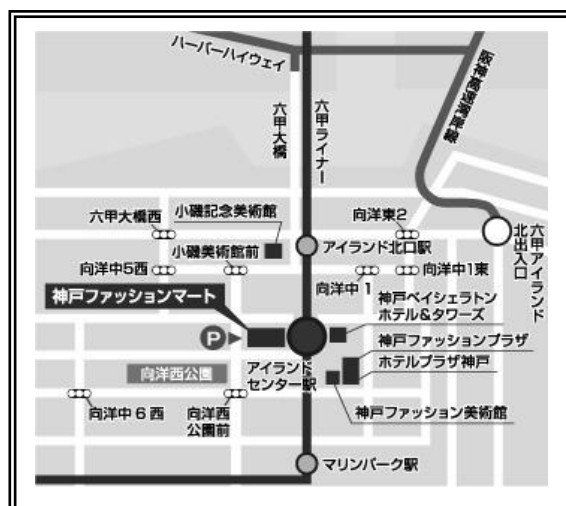 ハーバーハイウェイ
阪神高速湾岸線
六甲大橋
六甲ライナー
六甲大橋西
小磯記念美術館
向洋東2
小磯美術館前
アイランド北口駅
六甲アイランド
北出入口
向洋中5西
向洋中1
向洋中1東
神戸ファッションマート
神戸ベイシェラトン
ホテル&タワーズ
P
神戸ファッションプラザ
向洋西公園
アイランド
センター駅
ホテルプラザ神戸
向洋中6西
向洋西
公園前
神戸ファッション美術館
マリンパーク駅